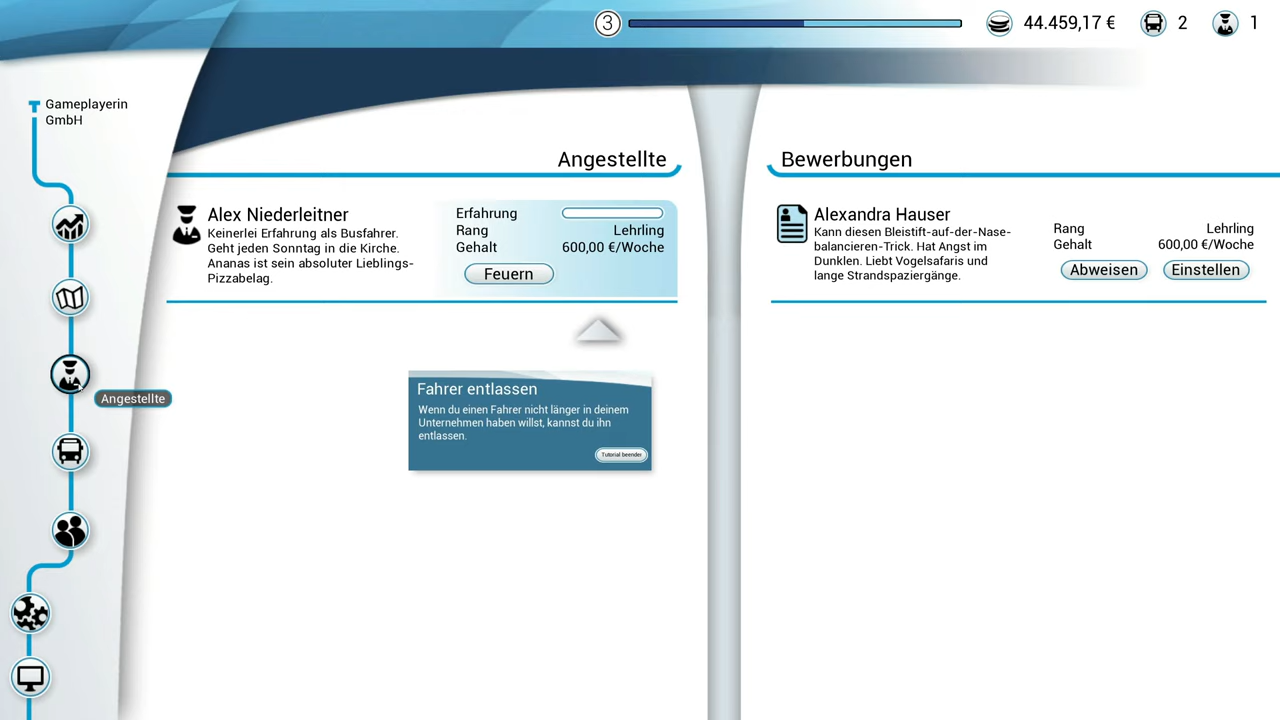 3
44.459,17 €
2
1
Gameplayerin
GmbH
Angestellte
Angestellte
Alex Niederleitner
Keinerlei Erfahrung als Busfahrer.
Geht jeden Sonntag in die Kirche.
Ananas ist sein absoluter Lieblings-
Pizzabelag.
Erfahrung
Rang Lehrling
Gehalt 600,00 €/Woche
Feuern
Fahrer entlassen
Wenn du einen Fahrer nicht länger in deinem
Unternehmen haben willst, kannst du ihn
entlassen.
Tutorial beenden
Bewerbungen
Alexandra Hauser
Kann diesen Bleistift-auf-der-Nase-
balancieren-Trick. Hat Angst im
Dunklen. Liebt Vogelsafaris und
lange Strandspaziergänge.
Rang Lehrling
Gehalt 600,00 €/Woche
Abweisen
Einstellen